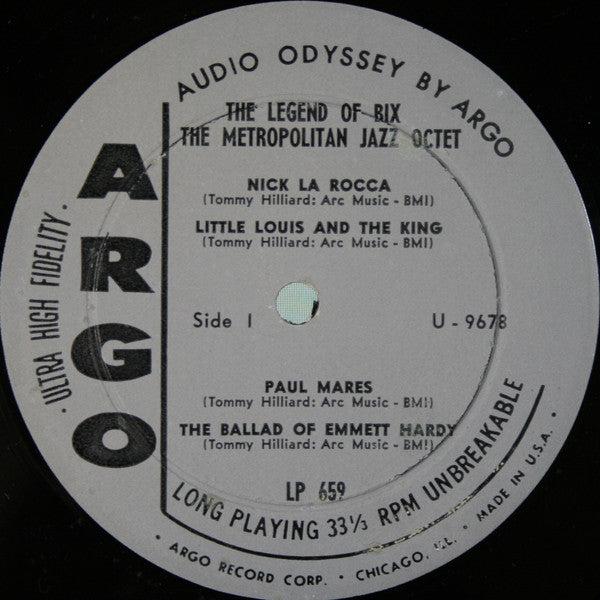 AUDIO ODYSSEY BY ARGO
THE LEGEND OF BIX
THE METROPOLITAN JAZZ OCTET
ARGO
· ULTRA HIGH FIDELITY ·
NICK LA ROCCA
(Tommy Hilliard: Arc Music - BMI)
LITTLE LOUIS AND THE KING
(Tommy Hilliard: Arc Music - BMI)
Side 1
U - 9678
PAUL MARES
(Tommy Hilliard: Arc Music - BMI)
THE BALLAD OF EMMETT HARDY
(Tommy Hilliard: Arc Music - BMI)
LP 659
LONG PLAYING 33⅓ RPM UNBREAKABLE
· ARGO RECORD CORP. · CHICAGO, ILL. · MADE IN U.S.A. ·